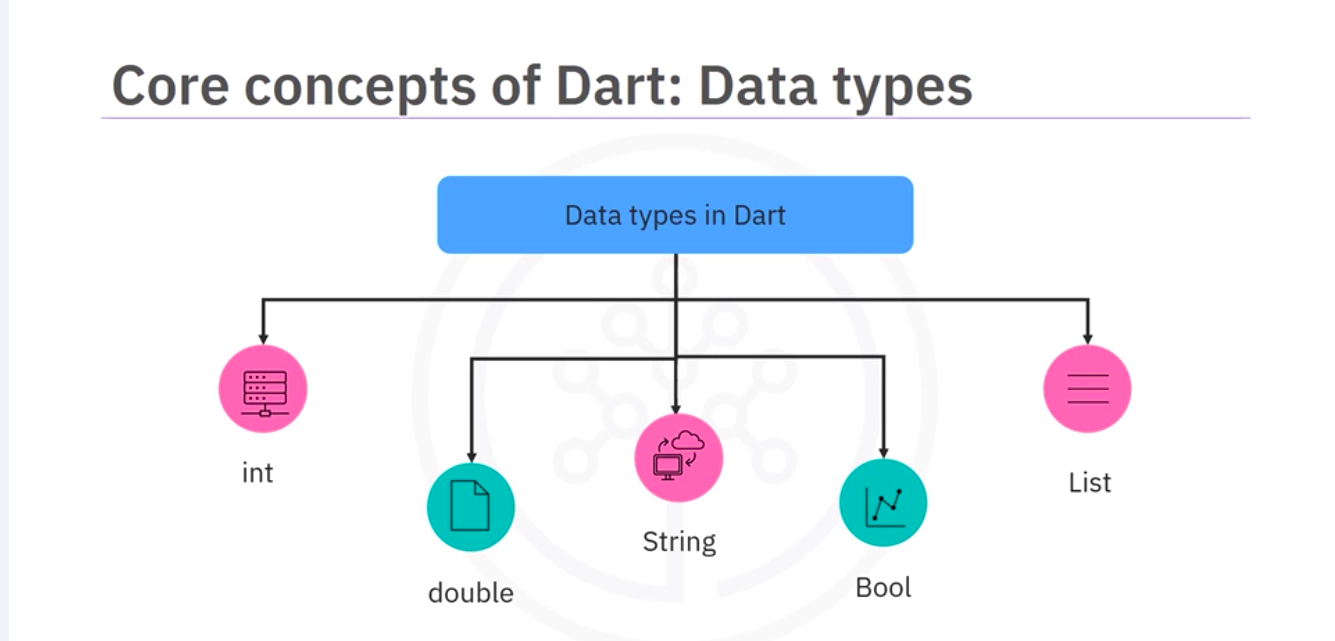 Core concepts of Dart: Data types
Data types in Dart
int
double
String
Bool
List